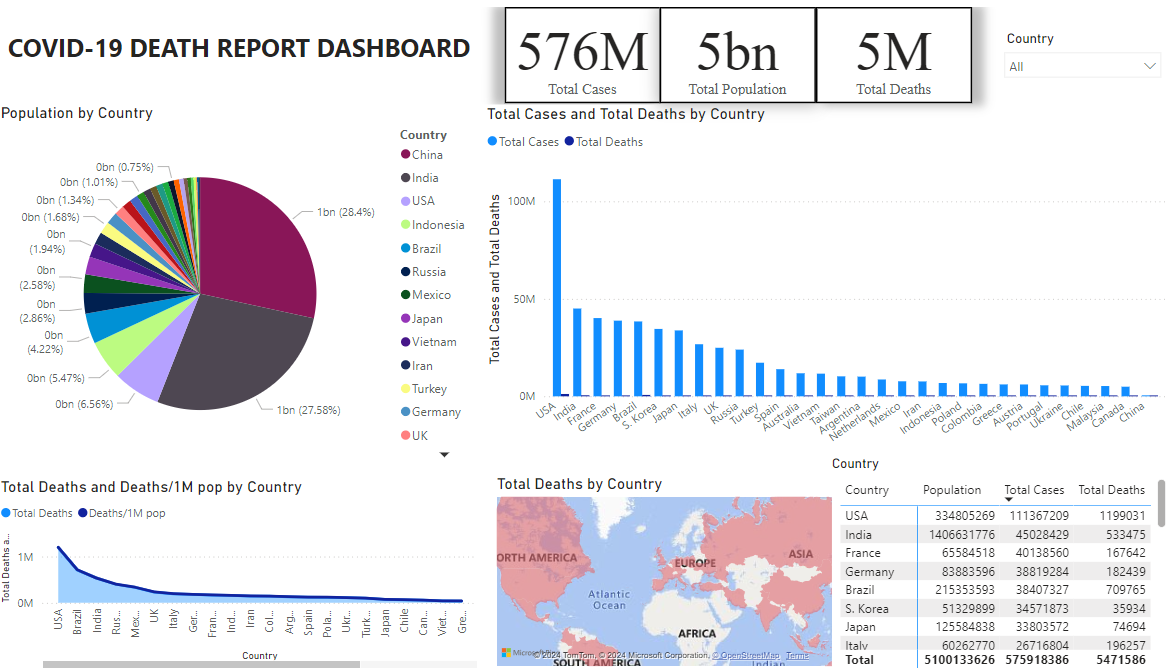 COVID-19 DEATH REPORT DASHBOARD
576M
Total Cases
5bn
Total Population
5M
Total Deaths
Country
All
Population by Country
0bn (0.75%)
0bn (1.01%)
0bn (1.34%)
0bn (1.68%)
0bn
(1.94%)
0bn
(2.58%)
0bn
(2.86%)
0bn
(4.22%)
0bn (5.47%)
0bn (6.56%)
1bn (28.4%)
1bn (27.58%)
Country
China
India
USA
Indonesia
Brazil
Russia
Mexico
Japan
Vietnam
Iran
Turkey
Germany
UK
Total Cases and Total Deaths by Country
Total Cases Total Deaths
Total Cases and Total Deaths
100M
50M
0M
USA
India
France
Germany
Brazil
S. Korea
Japan
Italy
UK
Russia
Turkey
Spain
Australia
Vietnam
Taiwan
Argentina
Netherlands
Mexico
Iran
Indonesia
Poland
Colombia
Greece
Austria
Portugal
Ukraine
Chile
Malaysia
Canada
China
Total Deaths and Deaths/1M pop by Country
Total Deaths Deaths/1M pop
Total Deaths a...
1M
0M
USA
Brazil
India
Rus...
Mex...
UK
Italy
Ger...
Fran...
Ind...
Iran
Col...
Arg...
Spain
Pola...
Ukr...
Turk...
Japan
Chile
Can...
Viet...
Gre...
Country
Total Deaths by Country
ORTH AMERICA
EUROPE
ASIA
Atlantic
Ocean
AFRICA
Microsoft
© 2024 TomTom, © 2024 Microsoft Corporation, © OpenStreetMap Terms
SOUTH AMERICA
Indian
Country
Country Population Total Cases Total Deaths
USA 334805269 111367209 1199031
India 1406631776 45028429 533475
France 65584518 40138560 167642
Germany 83883596 38819284 182439
Brazil 215353593 38407327 709765
S. Korea 51329899 34571873 35934
Japan 125584838 33803572 74694
Italy 60262770 26716804 196257
Total 5100133626 575918386 5471586